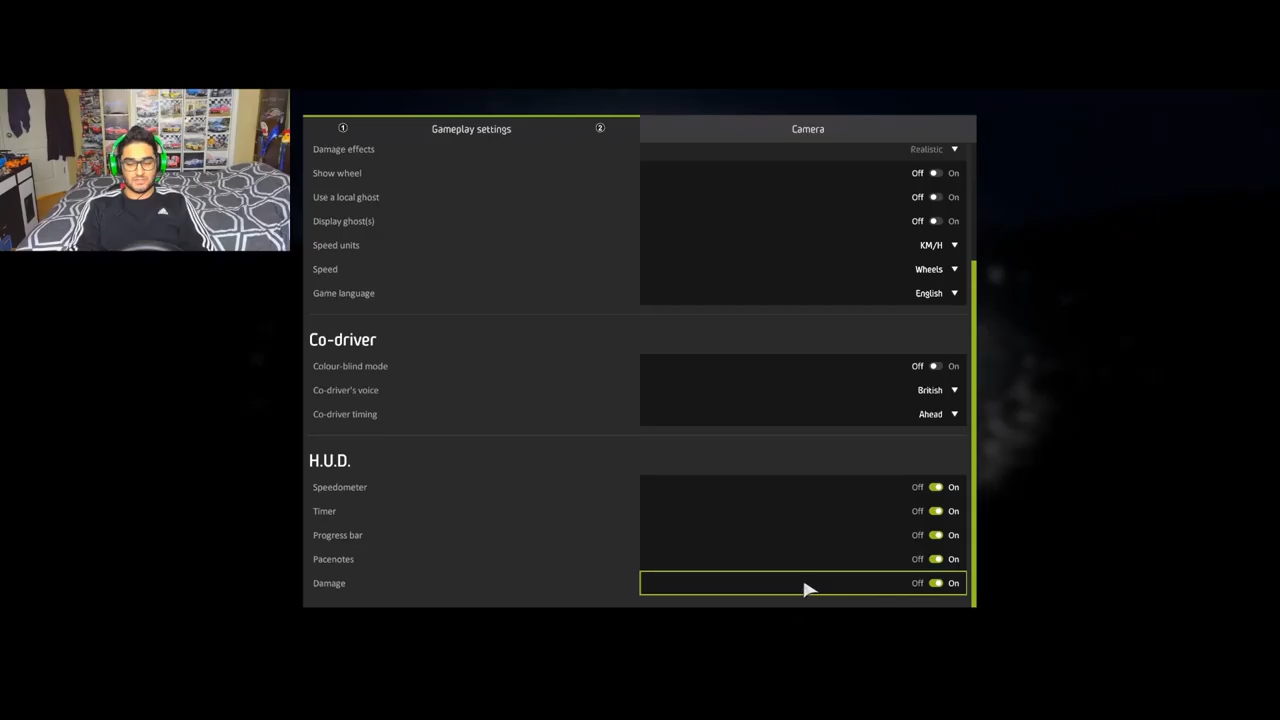 ① Gameplay settings ② Camera
Damage effects Realistic
Show wheel Off On
Use a local ghost Off On
Display ghost(s) Off On
Speed units KM/H
Speed Wheels
Game language English
Co-driver
Colour-blind mode Off On
Co-driver's voice British
Co-driver timing Ahead
H.U.D.
Speedometer Off On
Timer Off On
Progress bar Off On
Pacenotes Off On
Damage Off On